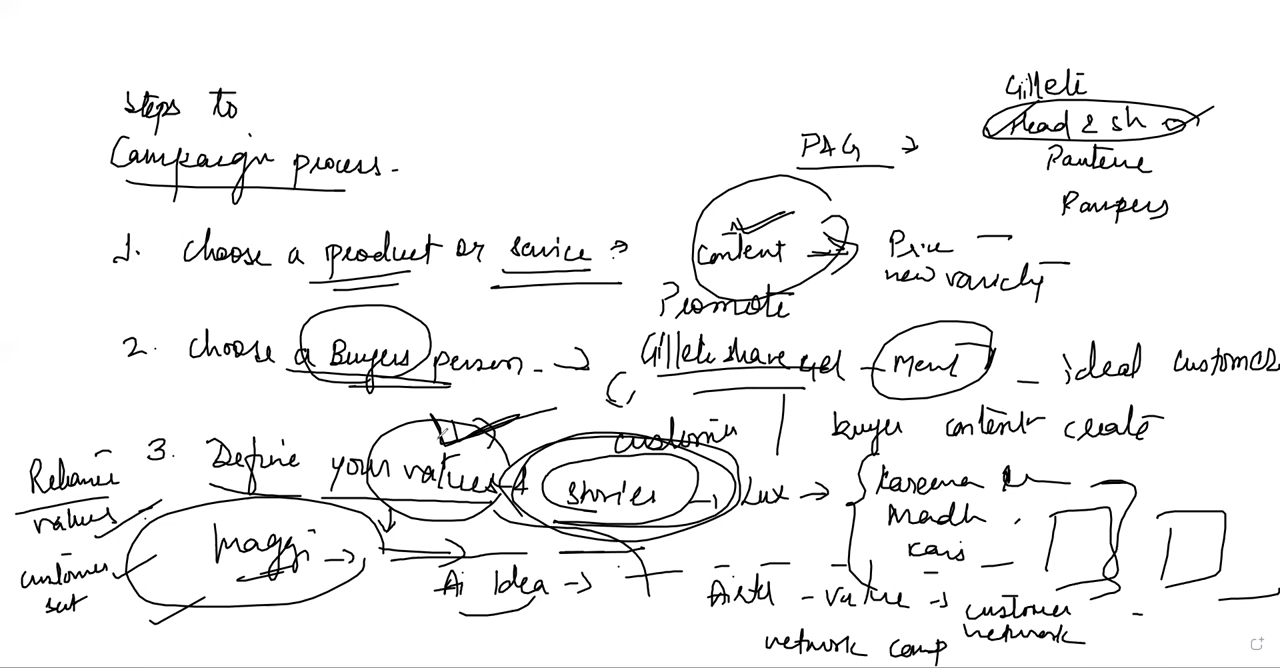 Steps to
Campaign process.
P&G →
Gillete
Head & sh
Pantene
Pampers
1. Choose a product or service →
Content → Price
new variety
Promote
2. Choose a Buyers person. → Gillete share gel - Men - ideal customer
customer buyer content create
3. Define your values & stories → Lux → Kareena
Madh
Kais
Reliance
values
customer
sat
Maggi →
Ai Idea →
Airtel - value → customer
network
network comp